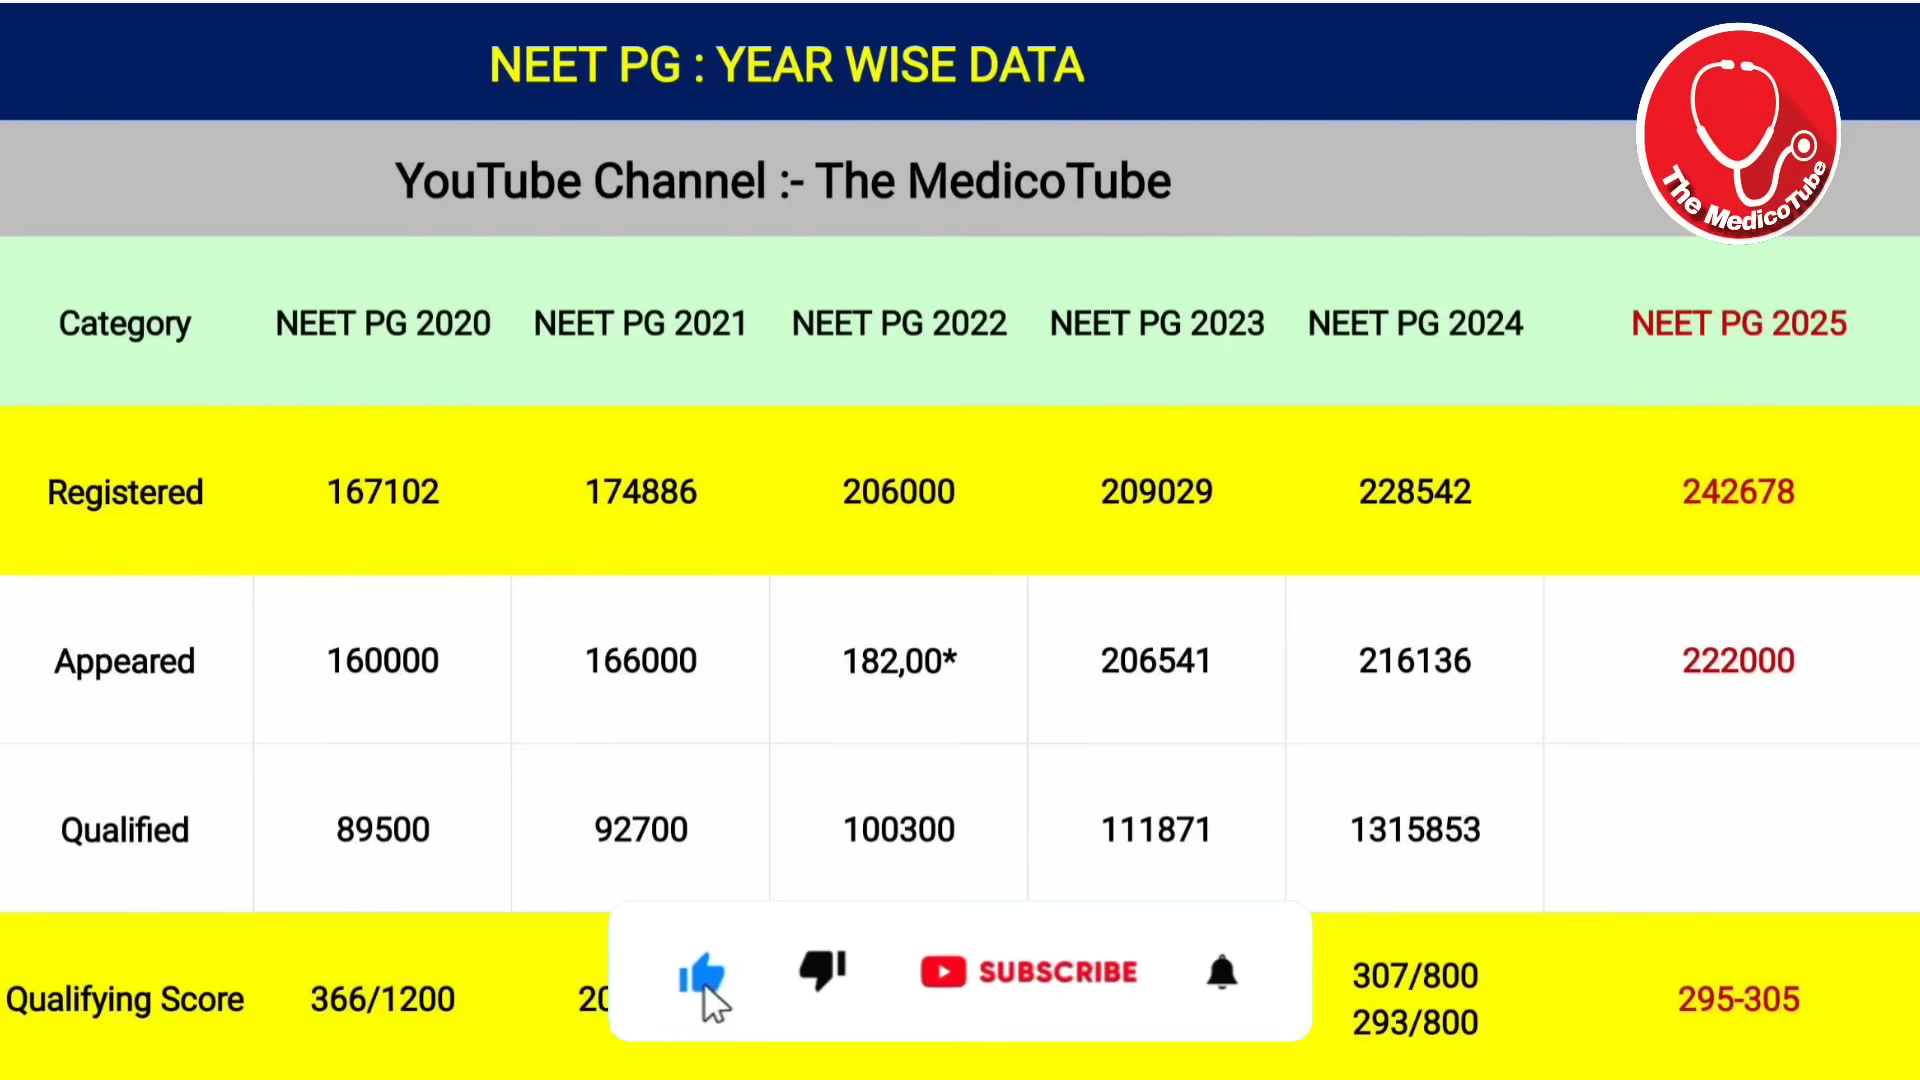 NEET PG : YEAR WISE DATA
YouTube Channel :- The MedicoTube
The MedicoTube
Category NEET PG 2020 NEET PG 2021 NEET PG 2022 NEET PG 2023 NEET PG 2024 NEET PG 2025
Registered 167102 174886 206000 209029 228542 242678
Appeared 160000 166000 182,00* 206541 216136 222000
Qualified 89500 92700 100300 111871 1315853
Qualifying Score 366/1200 307/800 295-305
293/800
SUBSCRIBE